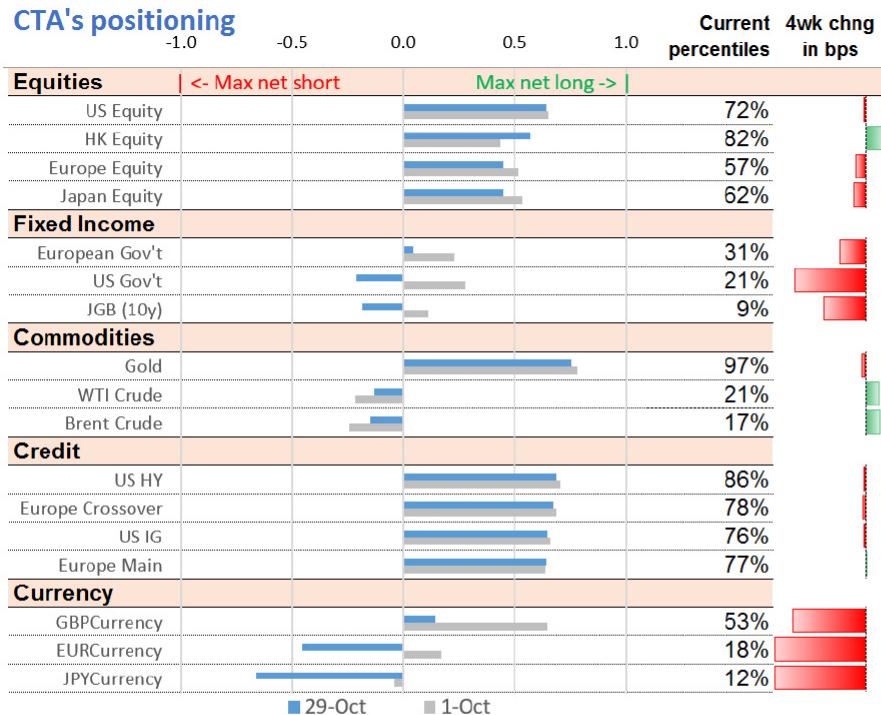 CTA's positioning
-1.0 -0.5 0.0 0.5 1.0
Current percentiles
4wk chng in bps
Equities <- Max net short Max net long ->
US Equity 72%
HK Equity 82%
Europe Equity 57%
Japan Equity 62%
Fixed Income
European Gov't 31%
US Gov't 21%
JGB (10y) 9%
Commodities
Gold 97%
WTI Crude 21%
Brent Crude 17%
Credit
US HY 86%
Europe Crossover 78%
US IG 76%
Europe Main 77%
Currency
GBPCurrency 53%
EURCurrency 18%
JPYCurrency 12%
29-Oct 1-Oct